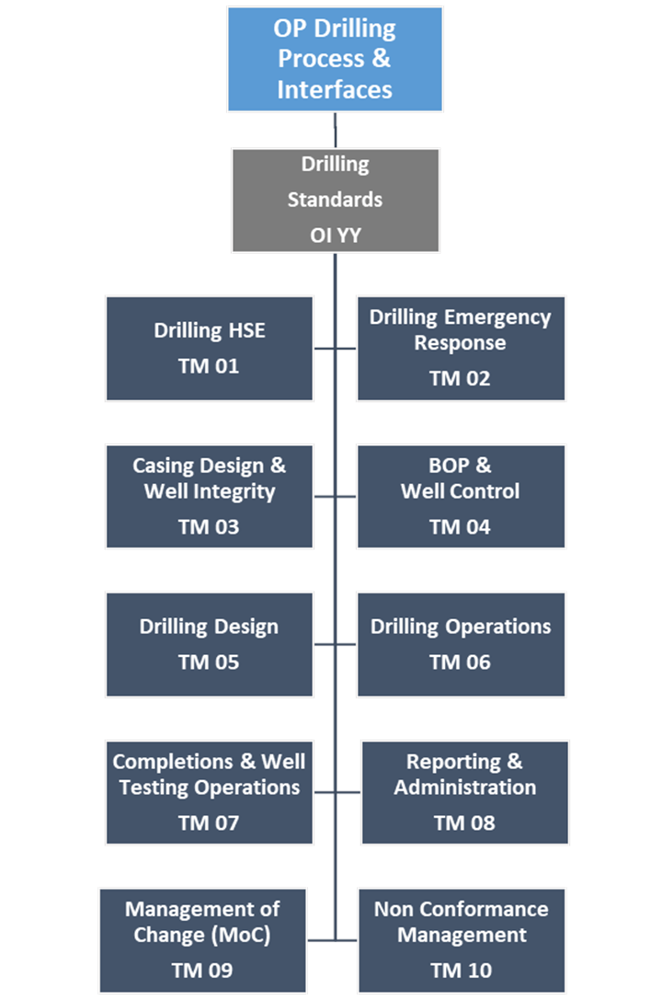 OP Drilling
Process &
Interfaces
Drilling
Standards
OI YY
Drilling HSE
TM 01
Drilling Emergency
Response
TM 02
Casing Design &
Well Integrity
TM 03
BOP &
Well Control
TM 04
Drilling Design
TM 05
Drilling Operations
TM 06
Completions & Well
Testing Operations
TM 07
Reporting &
Administration
TM 08
Management of
Change (MoC)
TM 09
Non Conformance
Management
TM 10